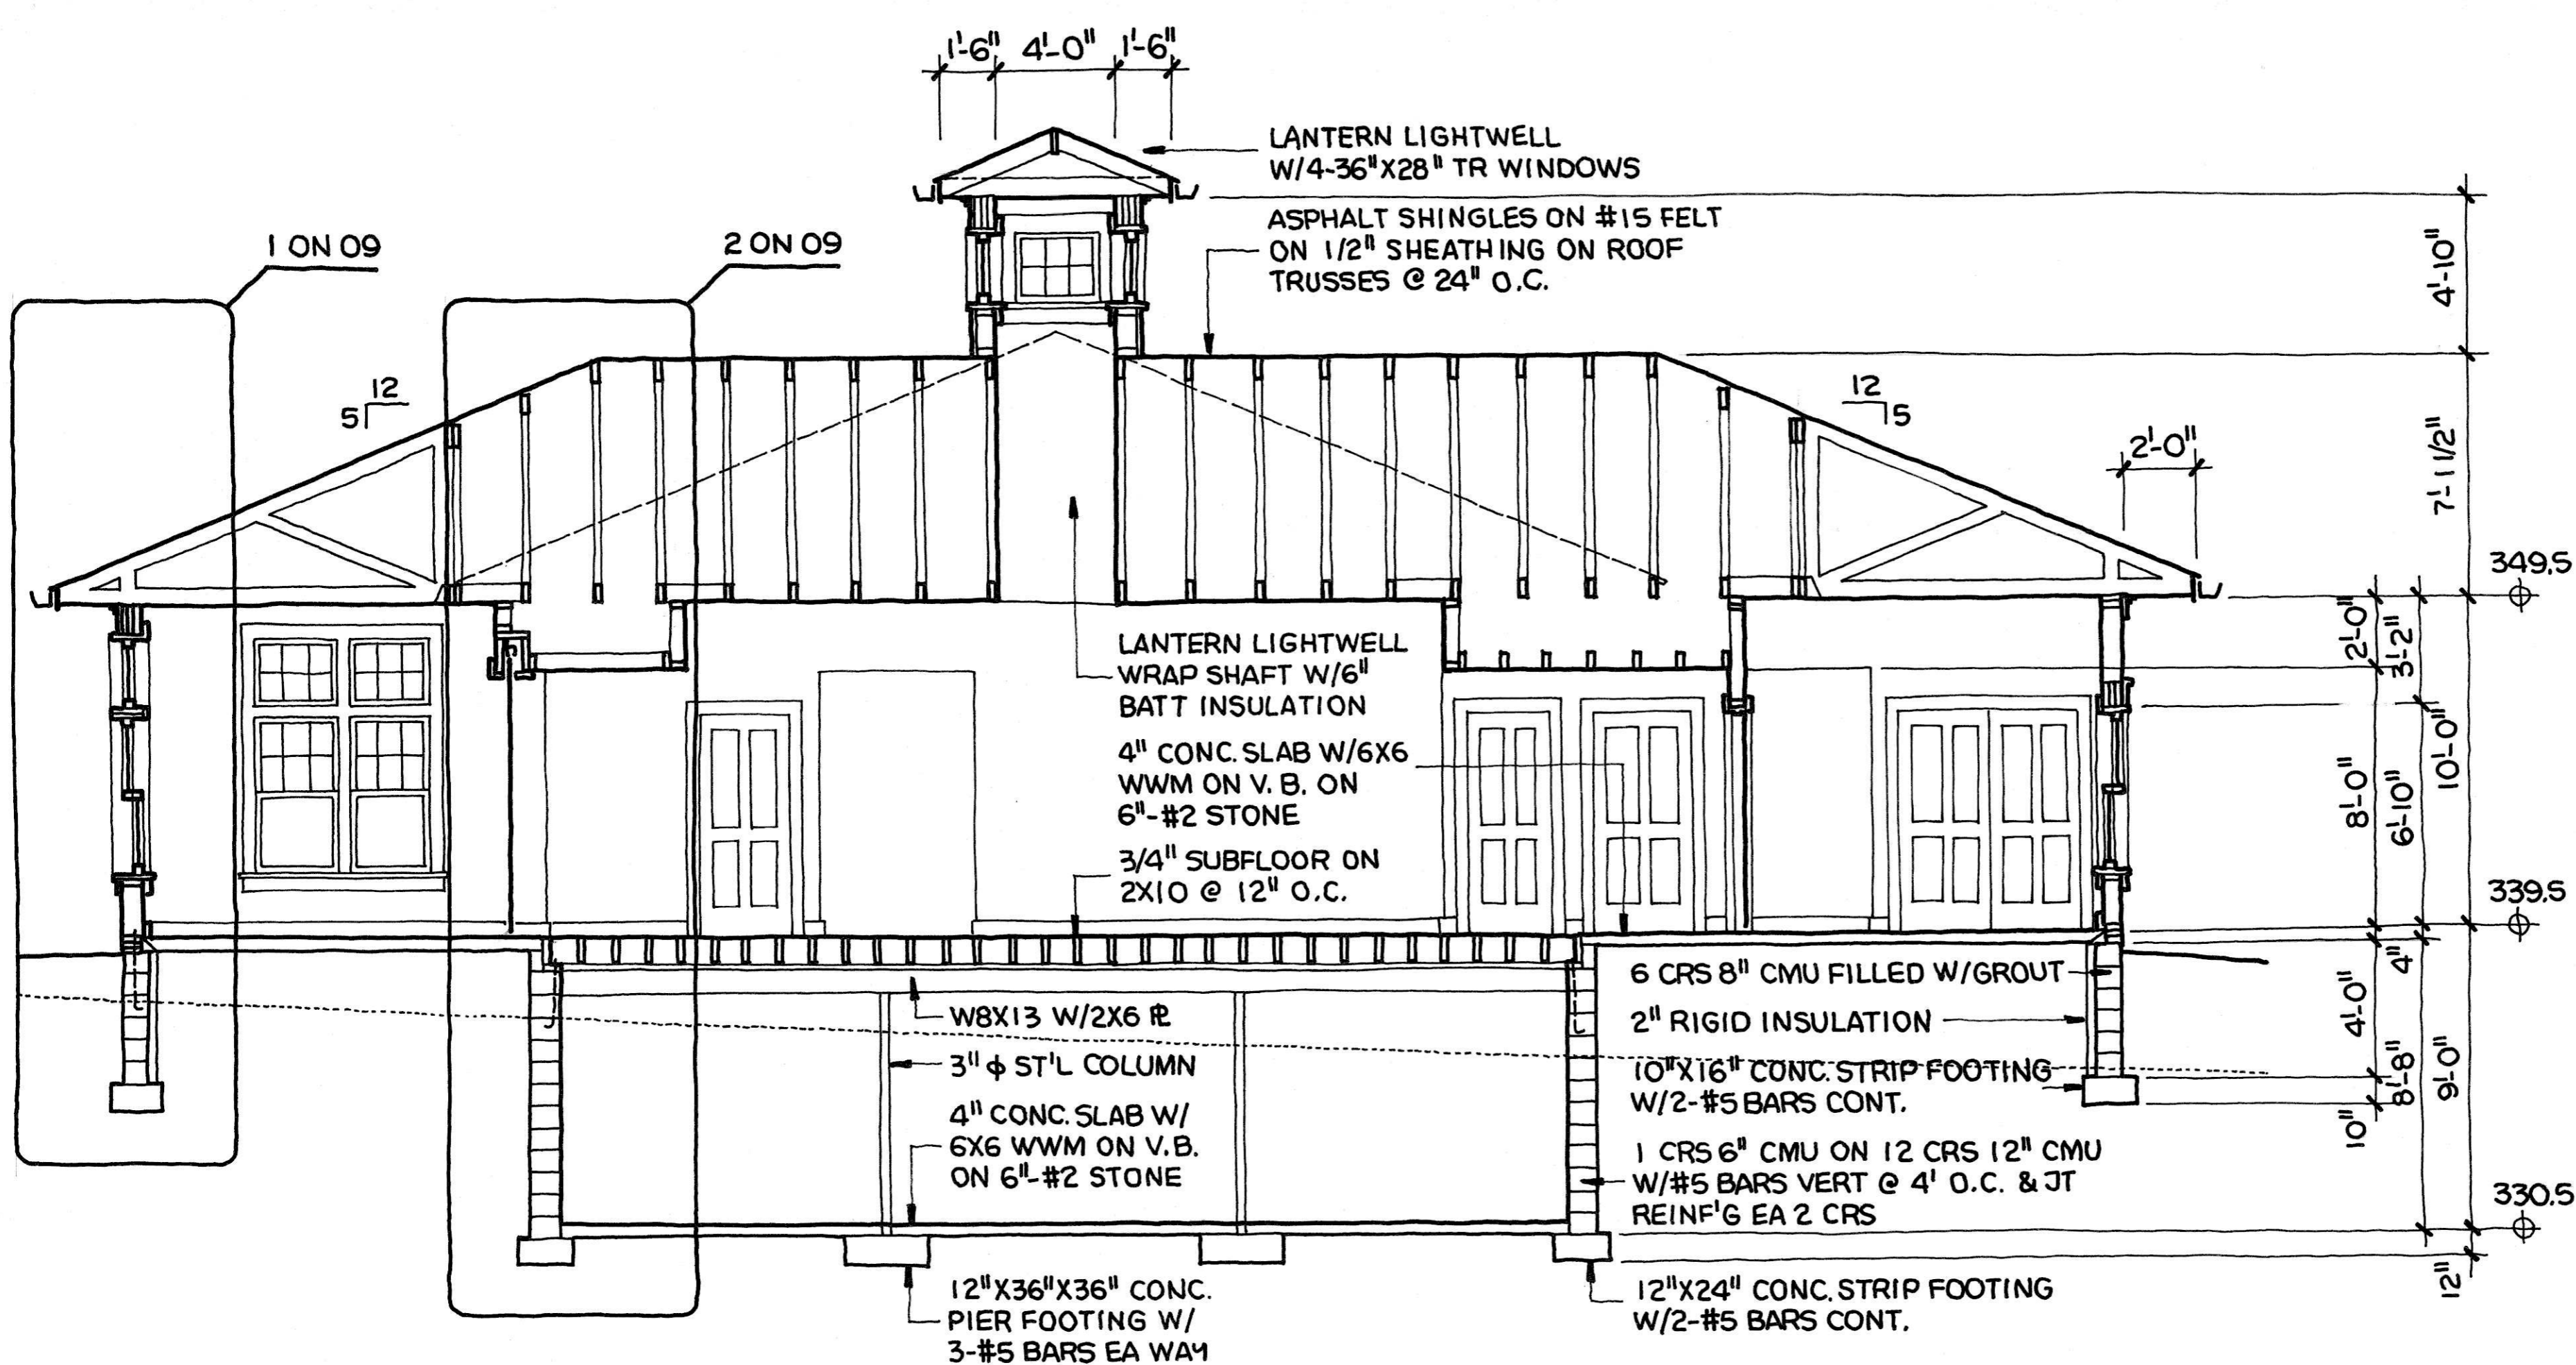 1'-6" 4'-0" 1'-6"
LANTERN LIGHTWELL
W/4-36"X28" TR WINDOWS
ASPHALT SHINGLES ON #15 FELT
ON 1/2" SHEATHING ON ROOF
TRUSSES @ 24" O.C.
1 ON 09
2 ON 09
4'-10"
12
5
12
5
2'-0"
7'-1 1/2"
349.5
LANTERN LIGHTWELL
WRAP SHAFT W/6"
BATT INSULATION
4" CONC. SLAB W/6X6
WWM ON V. B. ON
6"-#2 STONE
3/4" SUBFLOOR ON
2X10 @ 12" O.C.
2'-0"
3'-2"
8'-0"
6'-10"
10'-0"
339.5
W8X13 W/2X6 PL
3" ɸ ST'L COLUMN
4" CONC. SLAB W/
6X6 WWM ON V.B.
ON 6"-#2 STONE
12"X36"X36" CONC.
PIER FOOTING W/
3-#5 BARS EA WAY
6 CRS 8" CMU FILLED W/GROUT
2" RIGID INSULATION
10"X16" CONC. STRIP FOOTING
W/2-#5 BARS CONT.
1 CRS 6" CMU ON 12 CRS 12" CMU
W/#5 BARS VERT @ 4' O.C. & JT
REINF'G EA 2 CRS
12"X24" CONC. STRIP FOOTING
W/2-#5 BARS CONT.
4"
4'-0"
8'-8"
9'-0"
10"
330.5
12"